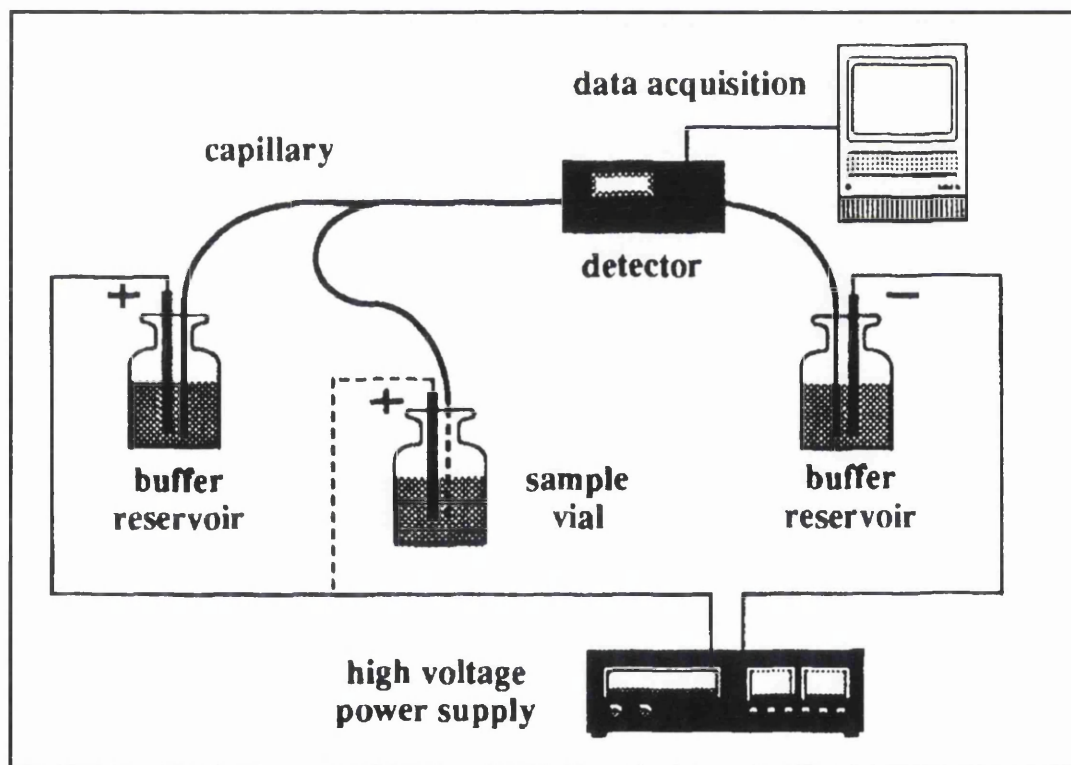 data acquisition
capillary
detector
+
−
+
buffer
reservoir
sample
vial
buffer
reservoir
high voltage
power supply